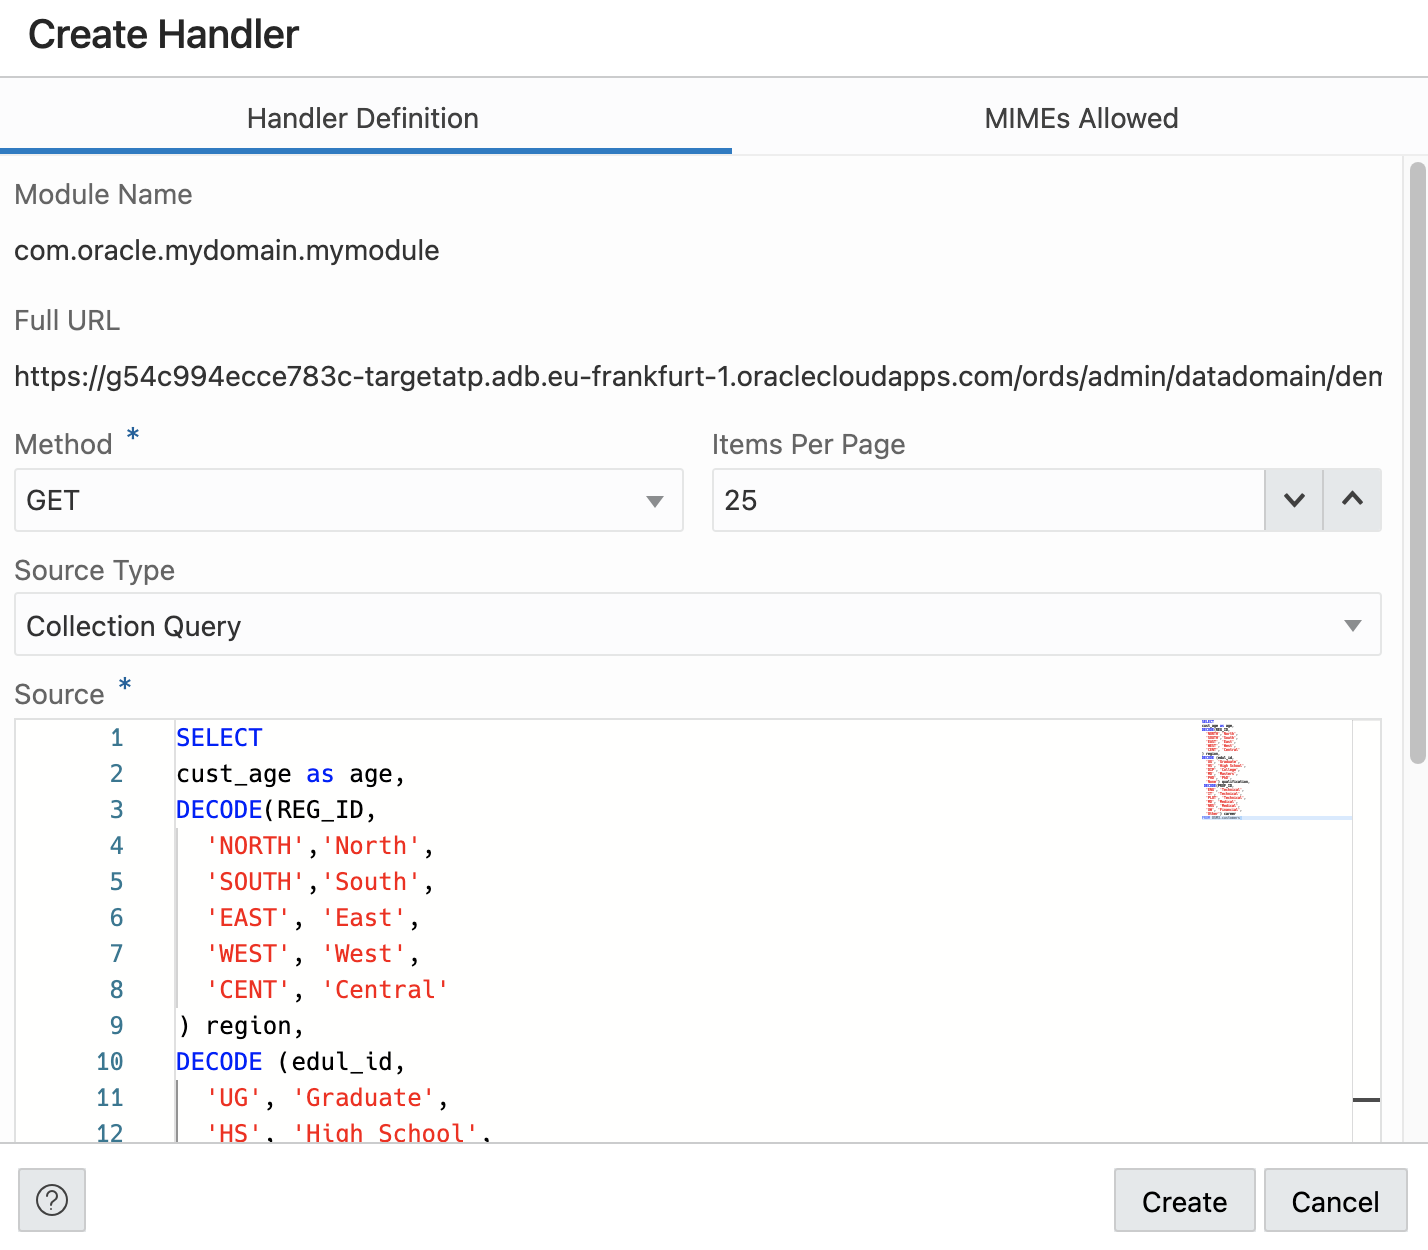 Create Handler
Handler Definition
MIMEs Allowed
Module Name
com.oracle.mydomain.mymodule
Full URL
https://g54c994ecce783c-targetatp.adb.eu-frankfurt-1.oraclecloudapps.com/ords/admin/datadomain/dem
Method *
Items Per Page
GET
25
Source Type
Collection Query
Source *
1 SELECT
2 cust_age as age,
3 DECODE(REG_ID,
4 'NORTH','North',
5 'SOUTH','South',
6 'EAST', 'East',
7 'WEST', 'West',
8 'CENT', 'Central'
9 ) region,
10 DECODE (edul_id,
11 'UG', 'Graduate',
12 'HS', 'High School',
?
Create
Cancel